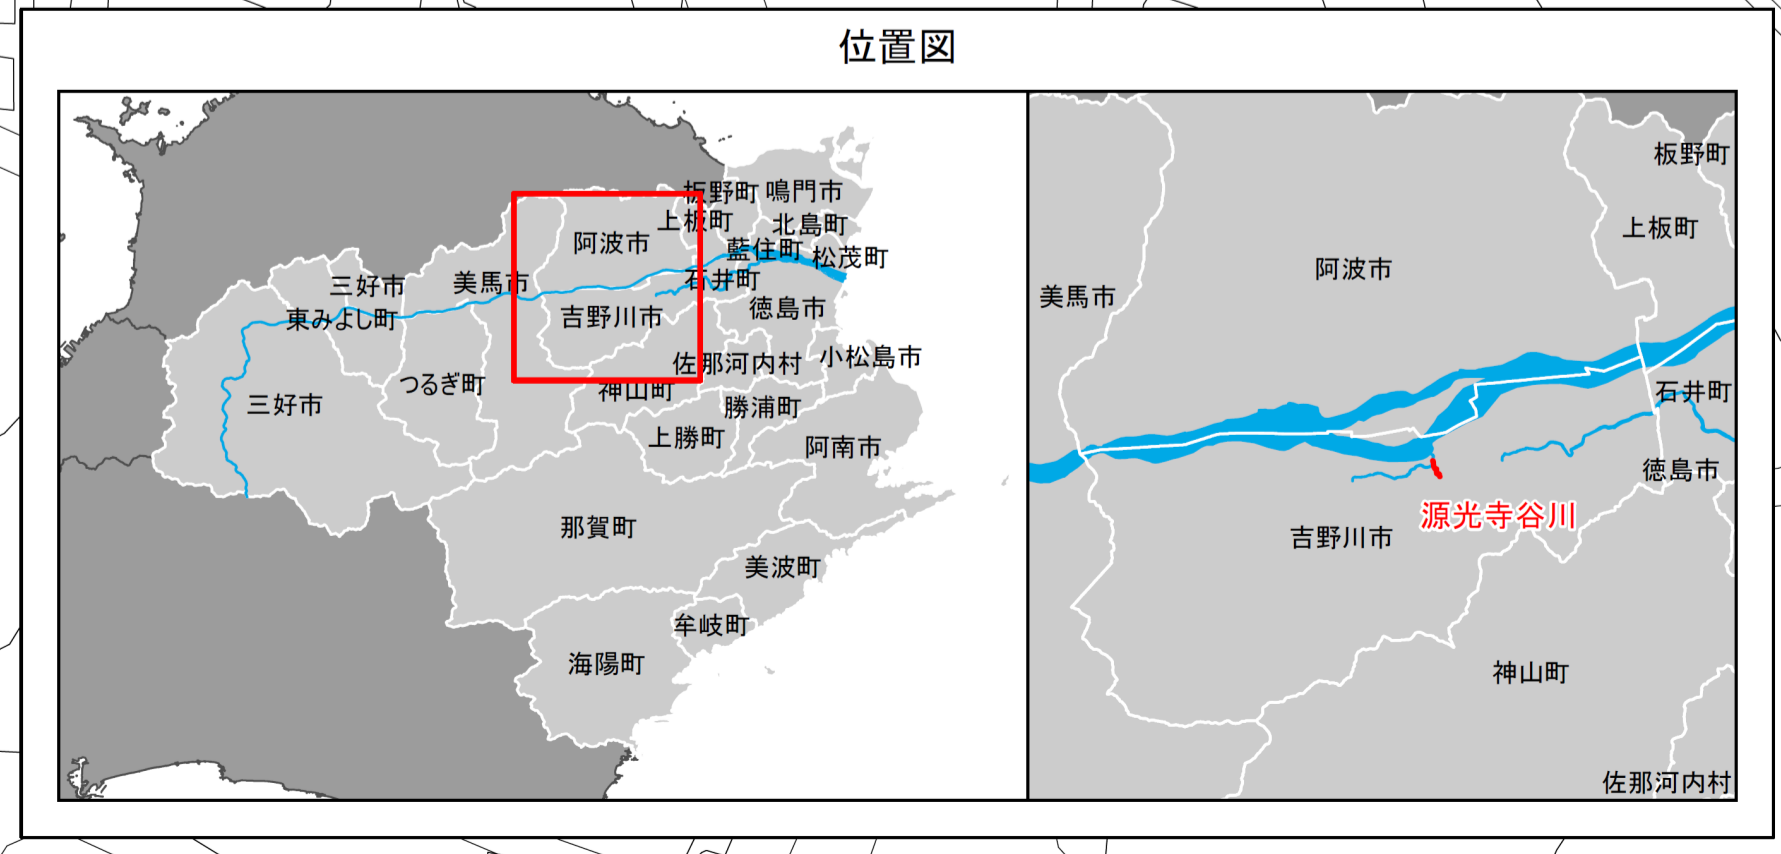 位置図
板野町
鳴門市
上板町
北島町
阿波市
藍住町
松茂町
三好市
美馬市
石井町
東みよし町
吉野川市
徳島市
佐那河内村
小松島市
つるぎ町
神山町
三好市
勝浦町
上勝町
阿南市
那賀町
美波町
牟岐町
海陽町
板野町
上板町
阿波市
美馬市
石井町
徳島市
源光寺谷川
吉野川市
神山町
佐那河内村